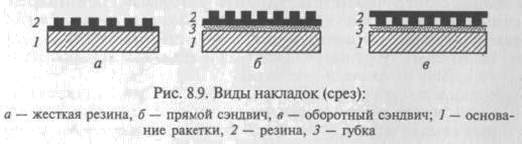 2
1
а
2
3
1
б
2
3
1
в
Рис. 8.9. Виды накладок (срез):
а — жесткая резина, б — прямой сэндвич, в — оборотный сэндвич; 1 — основа-
ние ракетки, 2 — резина, 3 — губка